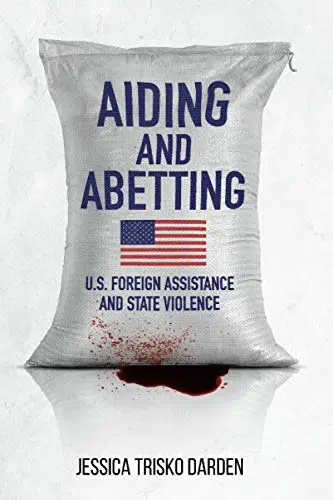 AIDING
AND
ABETTING
U.S. FOREIGN ASSISTANCE
AND STATE VIOLENCE
JESSICA TRISKO DARDEN